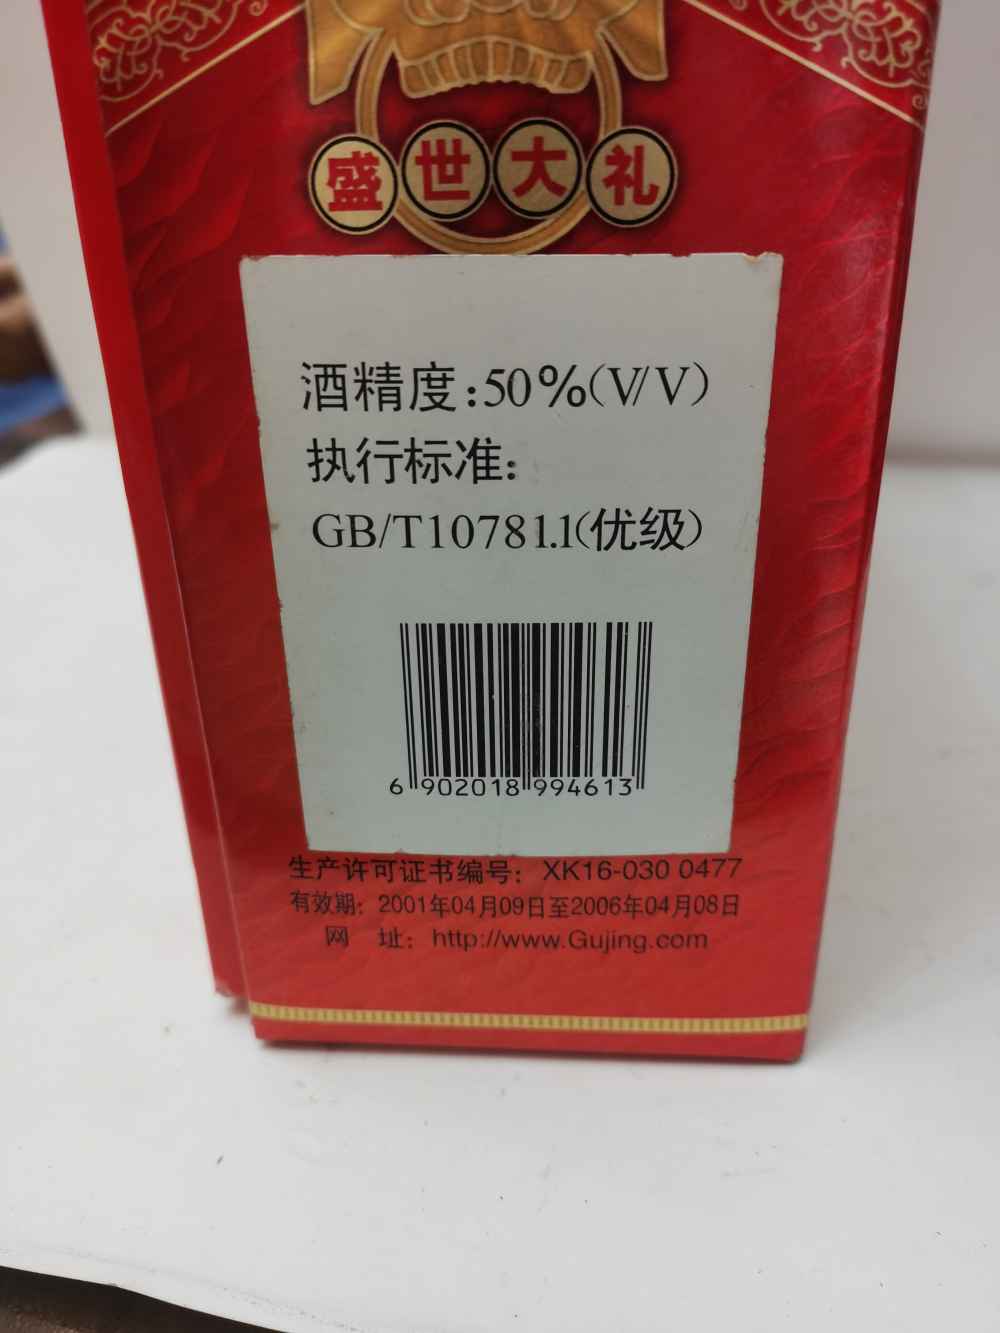 盛世大礼
酒精度:50%(V/V)
执行标准:
GB/T10781.1(优级)
6 902018 994613
生产许可证书编号：XK16-030 0477
有效期：2001年04月09日至2006年04月08日
网 址：http://www.Gujing.com